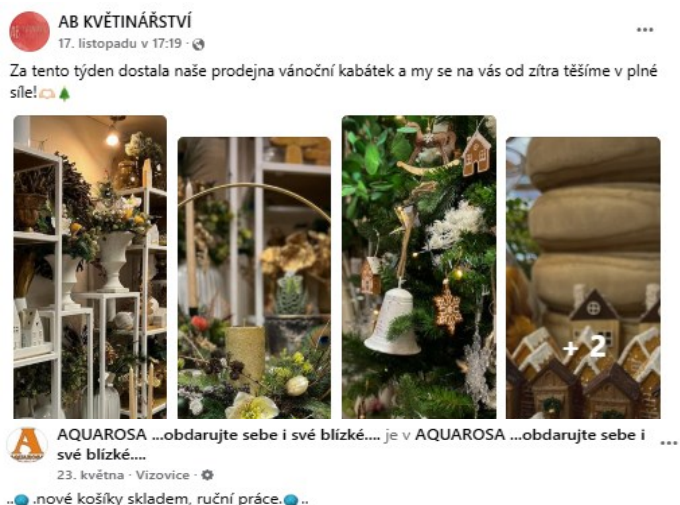 AB KVĚTINÁŘSTVÍ
17. listopadu v 17:19 ·
Za tento týden dostala naše prodejna vánoční kabátek a my se na vás od zítra těšíme v plné
síle!🫶🏻🌲
+ 2
AQUAROSA ...obdarujte sebe i své blízké.... je v AQUAROSA ...obdarujte sebe i
své blízké....
23. května · Vizovice ·
..🧶.nové košíky skladem, ruční práce.🧶..